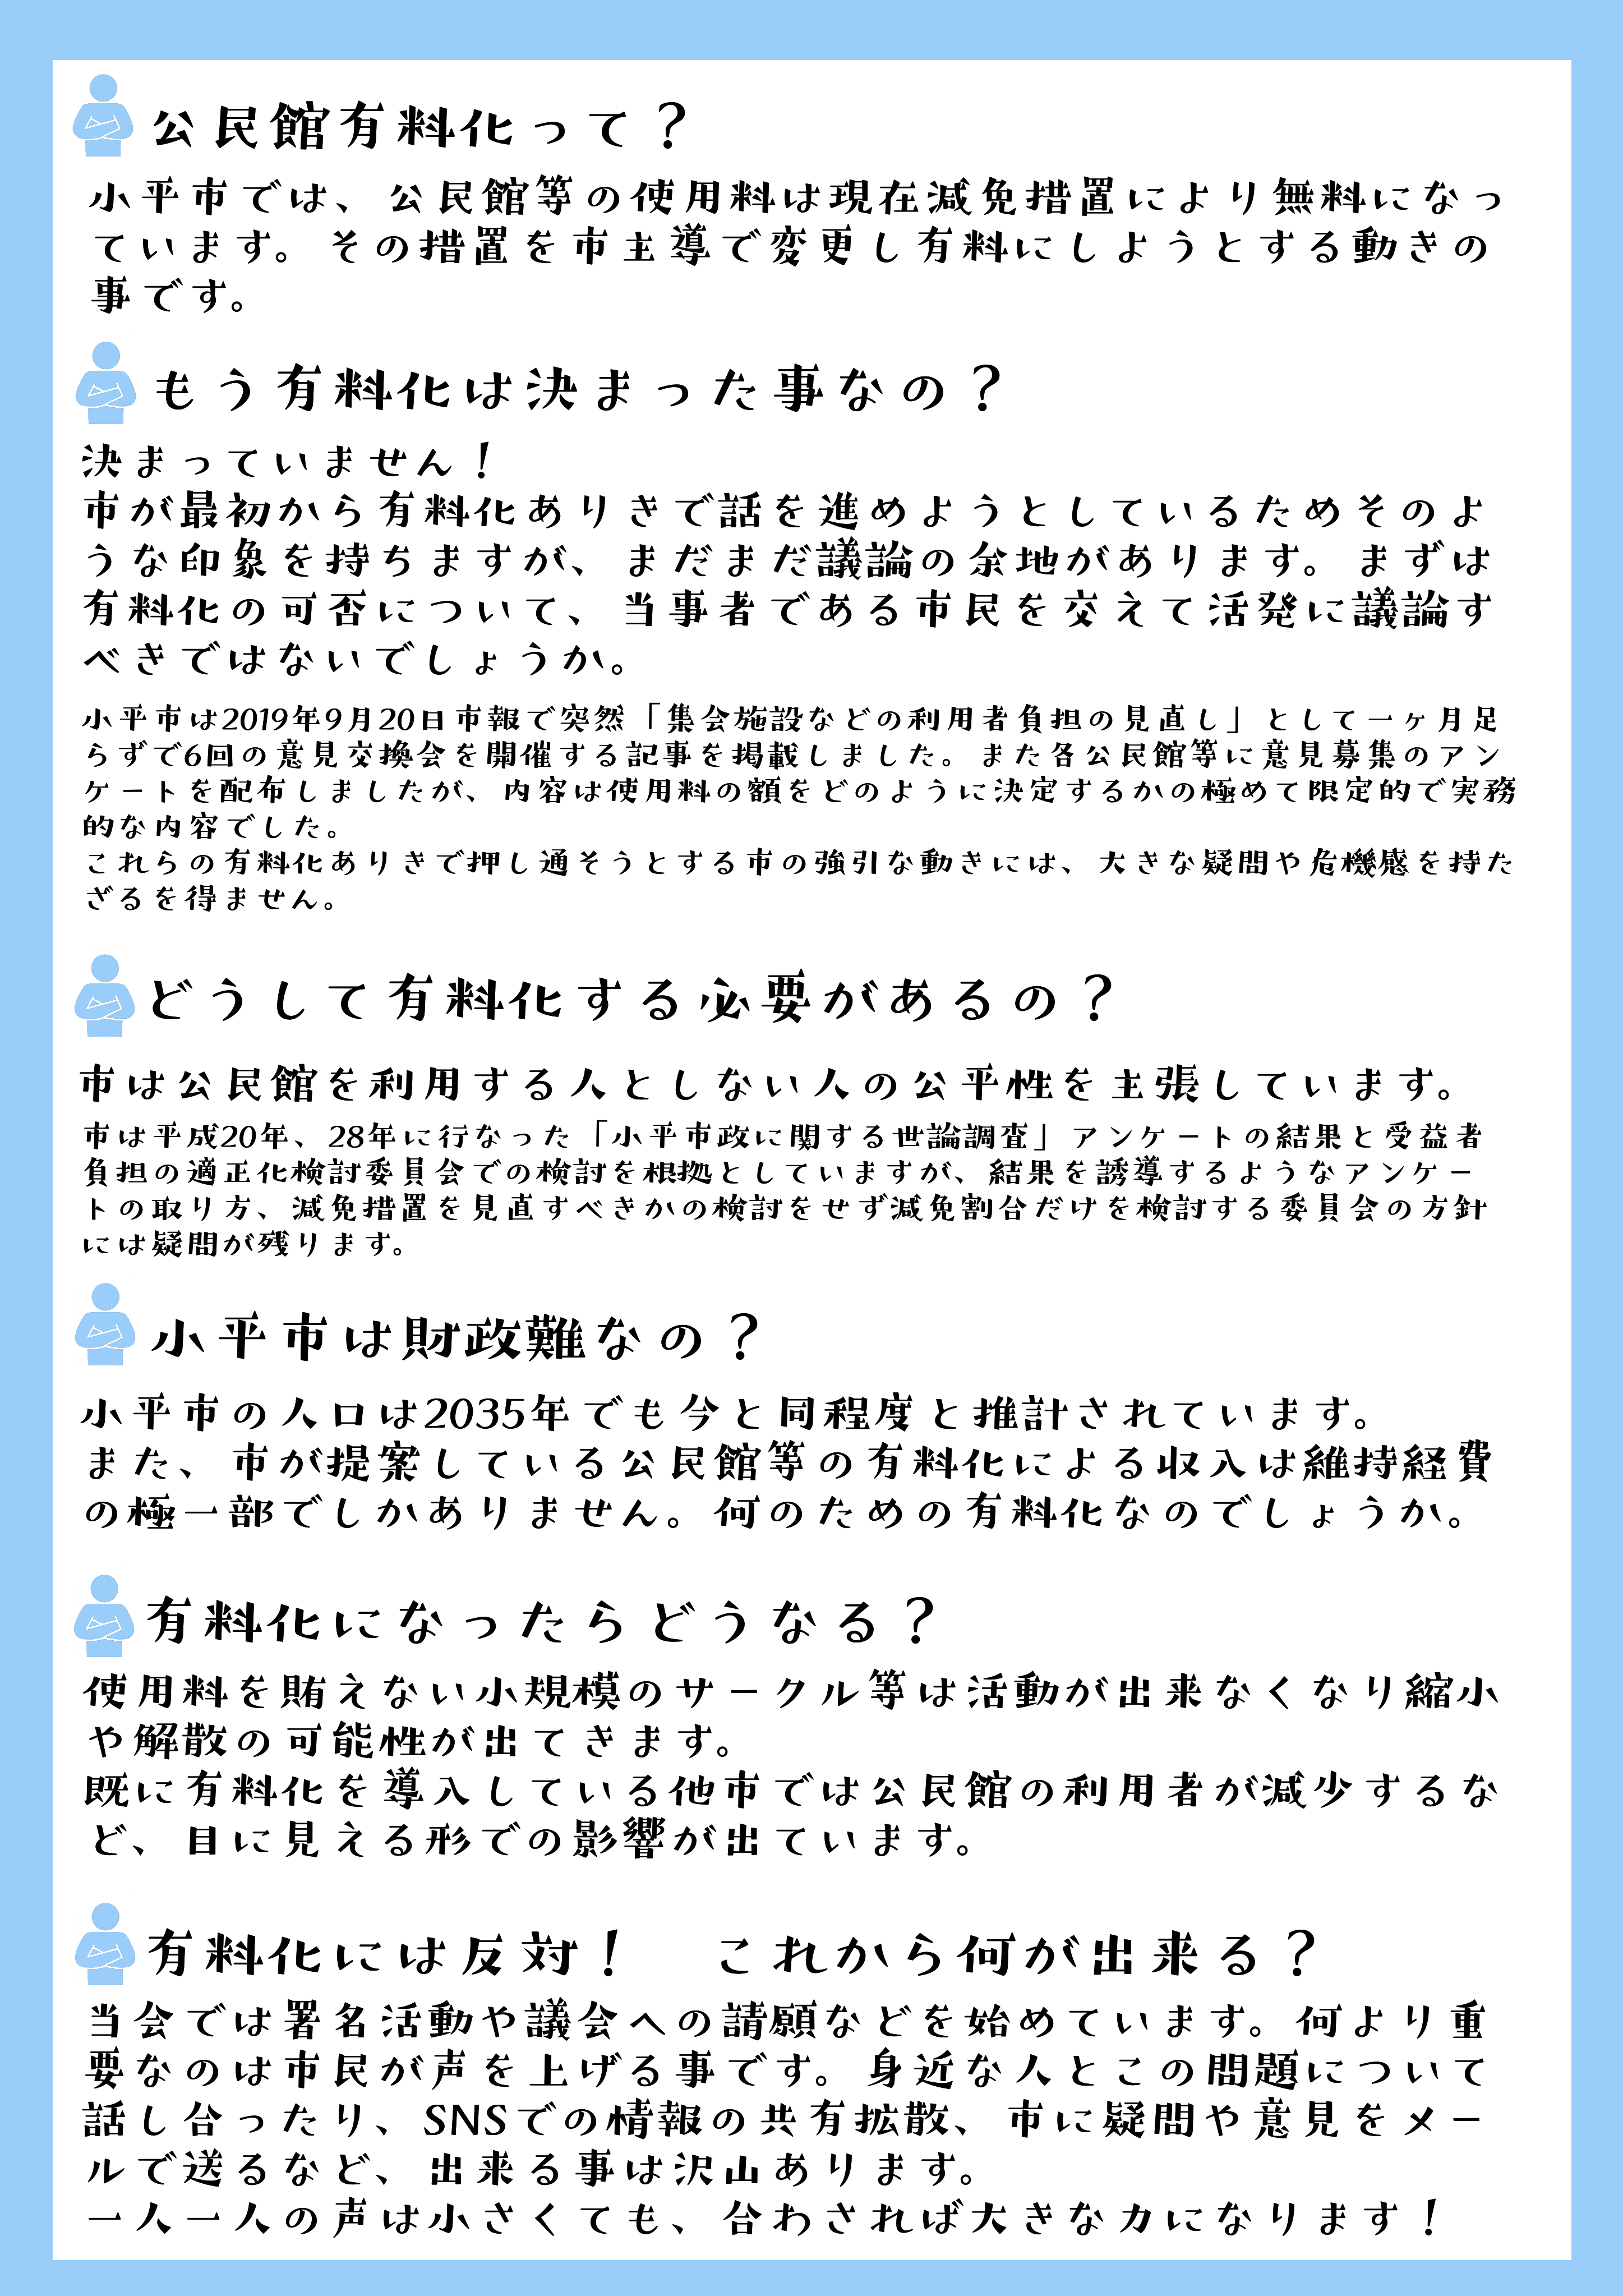 公民館有料化って？
小平市では、公民館等の使用料は現在減免措置により無料になっ
ています。その措置を市主導で変更し有料にしようとする動きの
事です。
もう有料化は決まった事なの？
決まっていません！
市が最初から有料化ありきで話を進めようとしているためそのよ
うな印象を持ちますが、まだまだ議論の余地があります。まずは
有料化の可否について、当事者である市民を交えて活発に議論す
べきではないでしょうか。
小平市は2019年9月20日市報で突然「集会施設などの利用者負担の見直し」として一ヶ月足
らずで6回の意見交換会を開催する記事を掲載しました。また各公民館等に意見募集のアン
ケートを配布しましたが、内容は使用料の額をどのように決定するかの極めて限定的で実務
的な内容でした。
これらの有料化ありきで押し通そうとする市の強引な動きには、大きな疑問や危機感を持た
ざるを得ません。
どうして有料化する必要があるの？
市は公民館を利用する人としない人の公平性を主張しています。
市は平成20年、28年に行なった「小平市政に関する世論調査」アンケートの結果と受益者
負担の適正化検討委員会での検討を根拠としていますが、結果を誘導するようなアンケー
トの取り方、減免措置を見直すべきかの検討をせず減免割合だけを検討する委員会の方針
には疑問が残ります。
小平市は財政難なの？
小平市の人口は2035年でも今と同程度と推計されています。
また、市が提案している公民館等の有料化による収入は維持経費
の極一部でしかありません。何のための有料化なのでしょうか。
有料化になったらどうなる？
使用料を賄えない小規模のサークル等は活動が出来なくなり縮小
や解散の可能性が出てきます。
既に有料化を導入している他市では公民館の利用者が減少するな
ど、目に見える形での影響が出ています。
有料化には反対！　これから何が出来る？
当会では署名活動や議会への請願などを始めています。何より重
要なのは市民が声を上げる事です。身近な人とこの問題について
話し合ったり、SNSでの情報の共有拡散、市に疑問や意見をメー
ルで送るなど、出来る事は沢山あります。
一人一人の声は小さくても、合わされば大きな力になります！